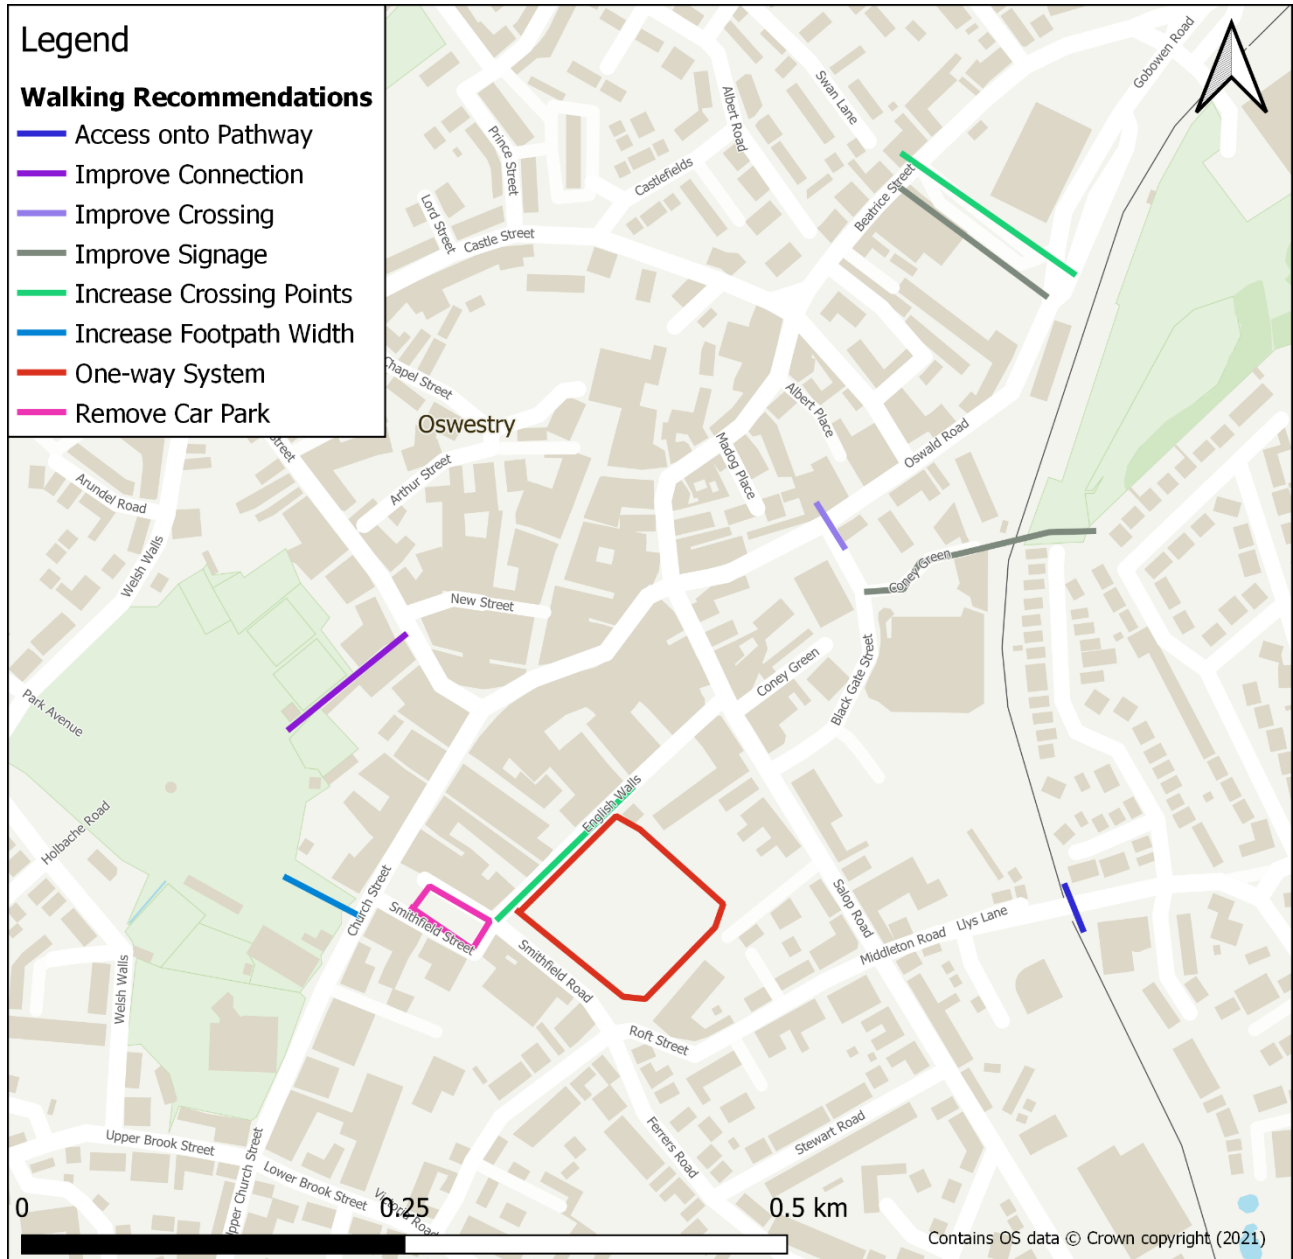 Legend
Walking Recommendations
Access onto Pathway
Improve Connection
Improve Crossing
Improve Signage
Increase Crossing Points
Increase Footpath Width
One-way System
Remove Car Park
Gobowen Road
Swan Lane
Albert Road
Prince Street
Castlefields
Lord Street
Beatrice Street
Castle Street
Chapel Street
Albert Place
Oswestry
Street
Madog Place
Oswald Road
Arthur Street
Arundel Road
Welsh Walls
Coney Green
New Street
Black Gate Street
Coney Green
Park Avenue
English Walls
Holbache Road
Church Street
Smithfield Street
Salop Road
Llys Lane
Middleton Road
Smithfield Road
Welsh Walls
Roft Street
Stewart Road
Ferrers Road
Upper Brook Street
Lower Brook Street
Upper Church Street
Victoria Road
0 0.25 0.5 km
Contains OS data © Crown copyright (2021)